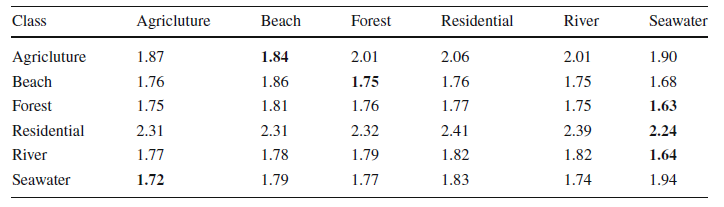 Class Agricluture Beach Forest Residential River Seawater
Agricluture 1.87 1.84 2.01 2.06 2.01 1.90
Beach 1.76 1.86 1.75 1.76 1.75 1.68
Forest 1.75 1.81 1.76 1.77 1.75 1.63
Residential 2.31 2.31 2.32 2.41 2.39 2.24
River 1.77 1.78 1.79 1.82 1.82 1.64
Seawater 1.72 1.79 1.77 1.83 1.74 1.94